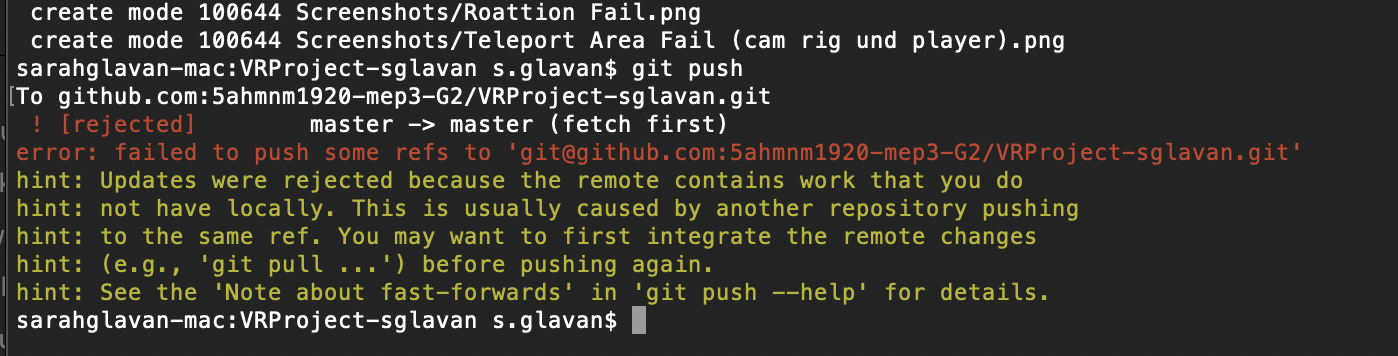 create mode 100644 Screenshots/Roattion Fail.png
create mode 100644 Screenshots/Teleport Area Fail (cam rig und player).png
sarahglavan-mac:VRProject-sglavan s.glavan$ git push
[To github.com:5ahmnm1920-mep3-G2/VRProject-sglavan.git
! [rejected] master -> master (fetch first)
error: failed to push some refs to 'git@github.com:5ahmnm1920-mep3-G2/VRProject-sglavan.git'
hint: Updates were rejected because the remote contains work that you do
hint: not have locally. This is usually caused by another repository pushing
hint: to the same ref. You may want to first integrate the remote changes
hint: (e.g., 'git pull ...') before pushing again.
hint: See the 'Note about fast-forwards' in 'git push --help' for details.
sarahglavan-mac:VRProject-sglavan s.glavan$